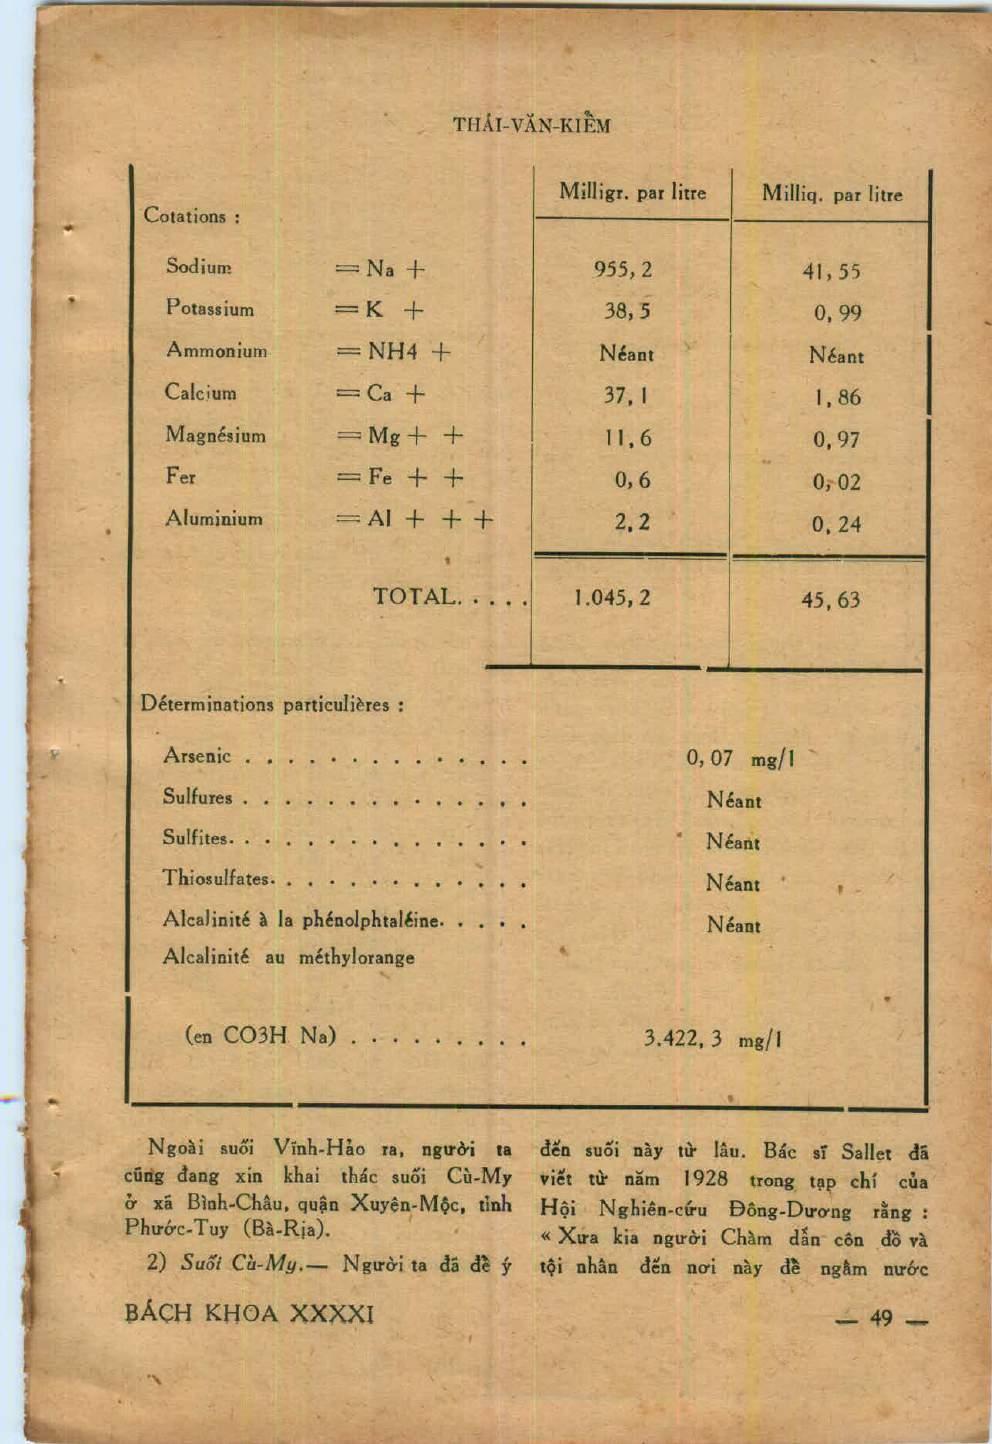 THÁI-VĂN-KIỂM
Milligr. par litre Milliq. par litre
Cotations :
Sodium = Na + 955, 2 41, 55
Potassium = K + 38, 5 0, 99
Ammonium = NH4 + Néant Néant
Calcium = Ca + 37, 1 1, 86
Magnésium = Mg + + 11, 6 0, 97
Fer = Fe + + 0, 6 0, 02
Aluminium = Al + + + 2, 2 0, 24
TOTAL. . . . . 1.045, 2 45, 63
Déterminations particulières :
Arsenic . . . . . . . . . . . . . . 0, 07 mg/l
Sulfures . . . . . . . . . . . . . . Néant
Sulfites. . . . . . . . . . . . . . . Néant
Thiosulfates. . . . . . . . . . . . . Néant
Alcalinité à la phénolphtaléine. . . . . Néant
Alcalinité au méthylorange
(en CO3H Na) . . . . . . . . . 3.422, 3 mg/l
Ngoài suối Vĩnh-Hảo ra, người ta
cũng đang xin khai thác suối Cù-My
ở xã Bình-Châu, quận Xuyên-Mộc, tỉnh
Phước-Tuy (Bà-Rịa).
2) Suối Cù-My.— Người ta đã để ý
đến suối này từ lâu. Bác sĩ Sallet đã
viết từ năm 1928 trong tạp chí của
Hội Nghiên-cứu Đông-Dương rằng :
« Xưa kia người Chàm dẫn côn đồ và
tội nhân đến nơi này để ngâm nước
BÁCH KHOA XXXXI — 49 —